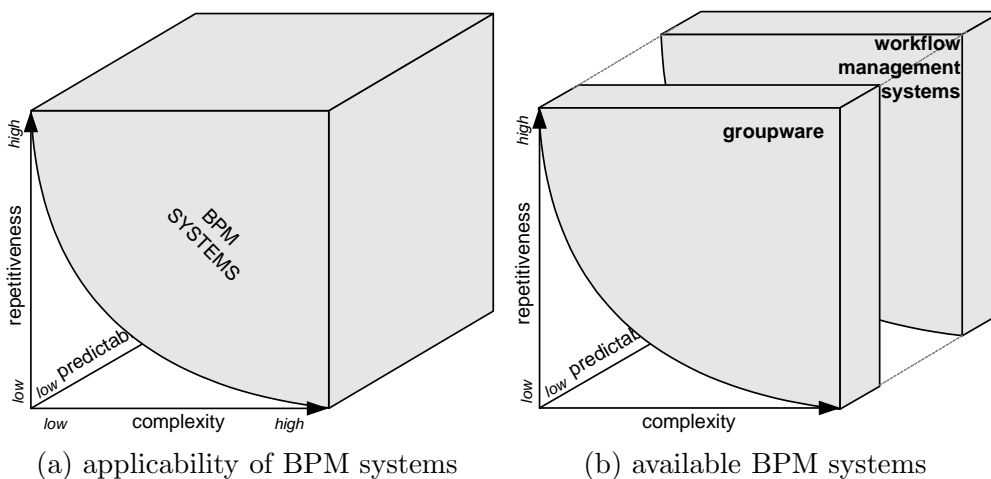 high
repetitiveness
low
BPM
SYSTEMS
low predictab
low
complexity
high
(a) applicability of BPM systems
workflow
management
systems
groupware
high
repetitiveness
low
low predictab
complexity
(b) available BPM systems